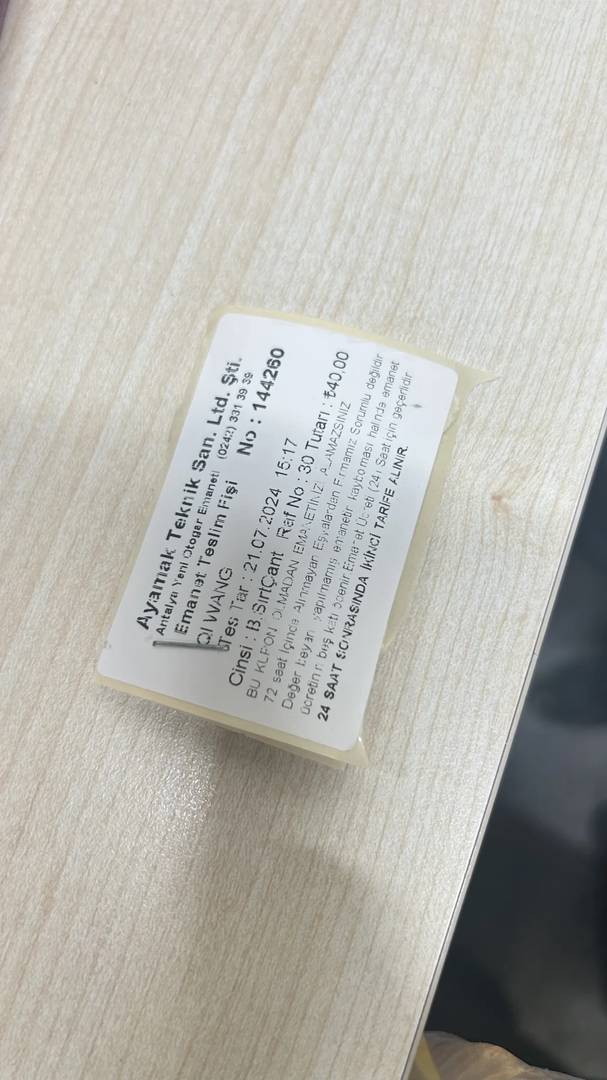 Ayamak Teknik San. Ltd. Şti.
Antalya Yeni Otogar Emaneti (0242) 331 39 39
Emanet Teslim Fişi No : 144260
QI WANG
Tes Tar : 21.07.2024 15:17
Cinsi : B.SırtÇant Raf No : 30 Tutarı : ₺40,00
BU KUPON OLMADAN EMANETİNİZİ ALAMAZSINIZ
72 saat İçinde Alınmayan Eşyalardan Firmamız Sorumlu değildir
Değer beyanı yapılmamış emanetin kaybolması halinde emanet
ücretinin beş katı ödenir Emanet Ücreti (24) Saat için geçerlidir
24 SAAT SONRASINDA İKİNCİ TARİFE ALINIR.